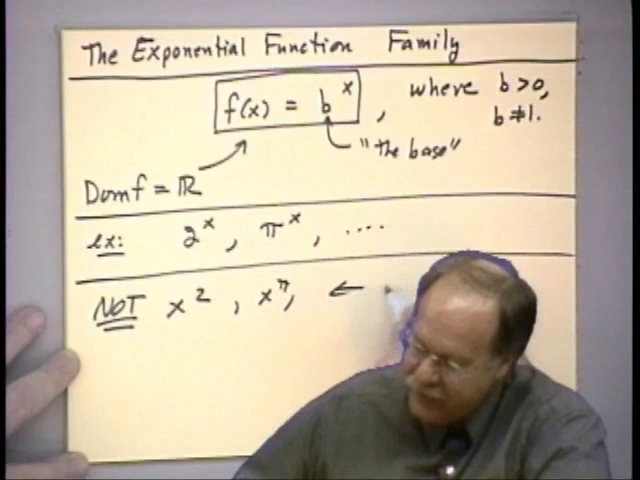 The Exponential Function Family
f(x) = b^x, where b>0,
b≠1.
"the base"
Dom f = ℝ
ex: 2^x, π^x, ....
NOT x^2, x^π, ←